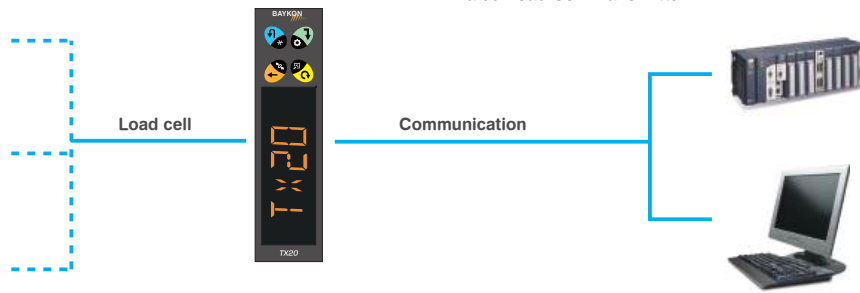 BAYKON
Load cell
Communication
TX20
TX20